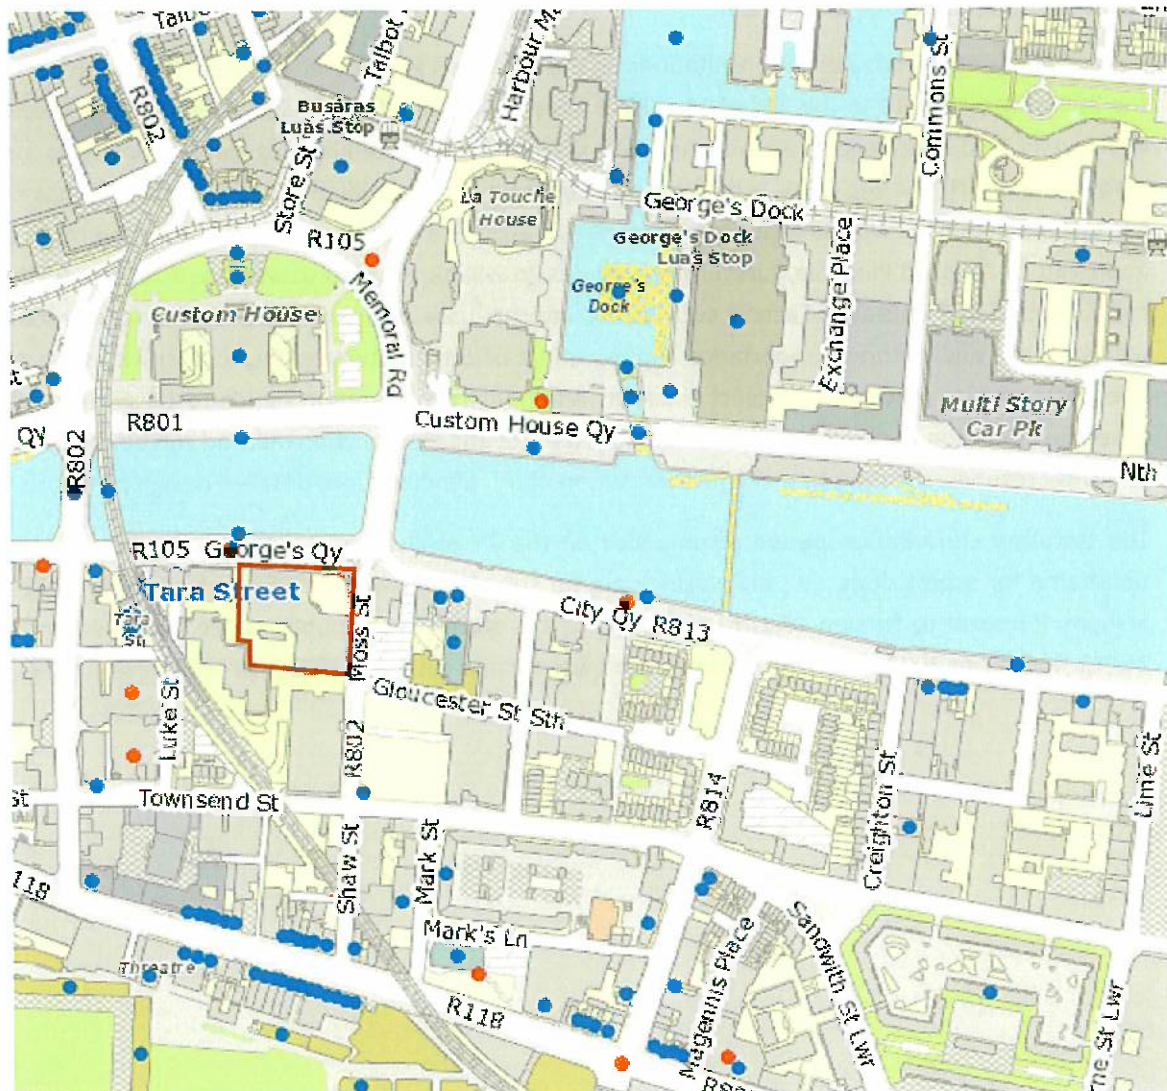 Talbot
R802
Busáras
Luas Stop
Store St
R105
La Touche
House
George's Dock
George's Dock
Luas Stop
Commons St
Exchange Place
George's
Dock
Custom House
Memorial Rd
Qy
R802
R801
Custom House Qy
Multi Story
Car Pk
Nth
R105
George's Qy
Tara Street
Tara
St
Moss St
City Qy
R813
Luke St
Gloucester St Sth
R802
R814
Creighton St
Lime St
St
Townsend St
Shaw St
Mark St
118
Mark's Ln
Threatre
R118
Magennis Place
Sandwith St Lwr
St Lwr